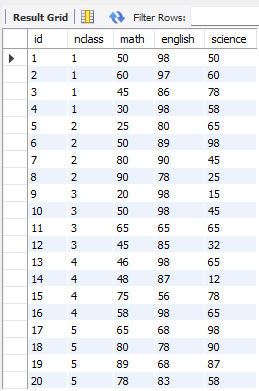 Result Grid Filter Rows:
id nclass math english science
1 1 50 98 50
2 1 60 97 60
3 1 45 86 78
4 1 30 98 58
5 2 25 80 65
6 2 50 89 98
7 2 80 90 45
8 2 90 78 25
9 3 20 98 15
10 3 50 98 45
11 3 65 65 65
12 3 45 85 32
13 4 46 98 65
14 4 48 87 12
15 4 75 56 78
16 4 58 98 65
17 5 65 68 98
18 5 80 78 90
19 5 89 68 87
20 5 78 83 58